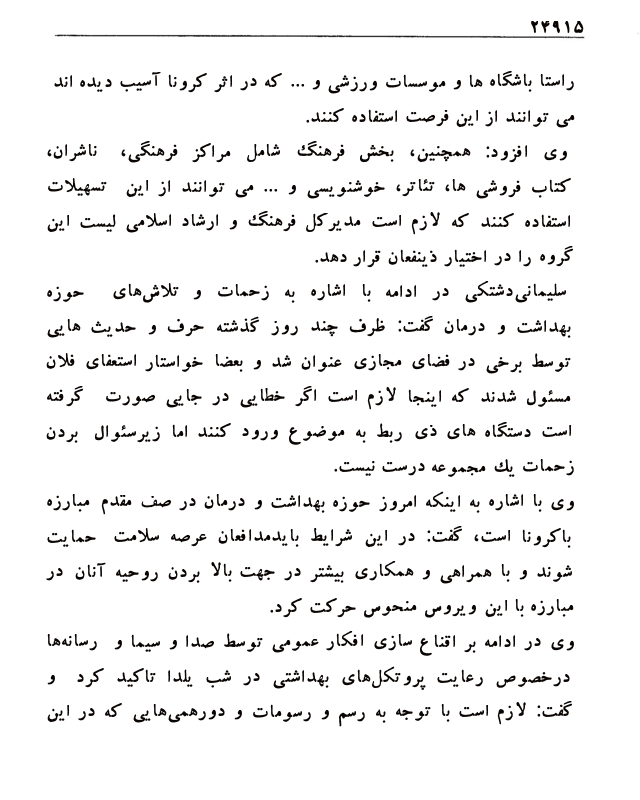 ۲۴۹۱۵
راستا باشگاه ها و موسسات ورزشی و ... که در اثر کرونا آسیب دیده اند
می توانند از این فرصت استفاده کنند.
وی افزود: همچنین، بخش فرهنگ شامل مراکز فرهنگی، ناشران،
کتاب فروشی ها، تئاتر، خوشنویسی و ... می توانند از این تسهیلات
استفاده کنند که لازم است مدیرکل فرهنگ و ارشاد اسلامی لیست این
گروه را در اختیار ذینفعان قرار دهد.
سلیمانی‌دشتکی در ادامه با اشاره به زحمات و تلاش‌های حوزه
بهداشت و درمان گفت: ظرف چند روز گذشته حرف و حدیث هایی
توسط برخی در فضای مجازی عنوان شد و بعضا خواستار استعفای فلان
مسئول شدند که اینجا لازم است اگر خطایی در جایی صورت گرفته
است دستگاه های ذی ربط به موضوع ورود کنند اما زیرسئوال بردن
زحمات یك مجموعه درست نیست.
وی با اشاره به اینکه امروز حوزه بهداشت و درمان در صف مقدم مبارزه
باکرونا است، گفت: در این شرایط بایدمدافعان عرصه سلامت حمایت
شوند و با همراهی و همکاری بیشتر در جهت بالا بردن روحیه آنان در
مبارزه با این ویروس منحوس حرکت کرد.
وی در ادامه بر اقناع سازی افکار عمومی توسط صدا و سیما و رسانه‌ها
درخصوص رعایت پروتکل‌های بهداشتی در شب یلدا تاکید کرد و
گفت: لازم است با توجه به رسم و رسومات و دورهمی‌هایی که در این